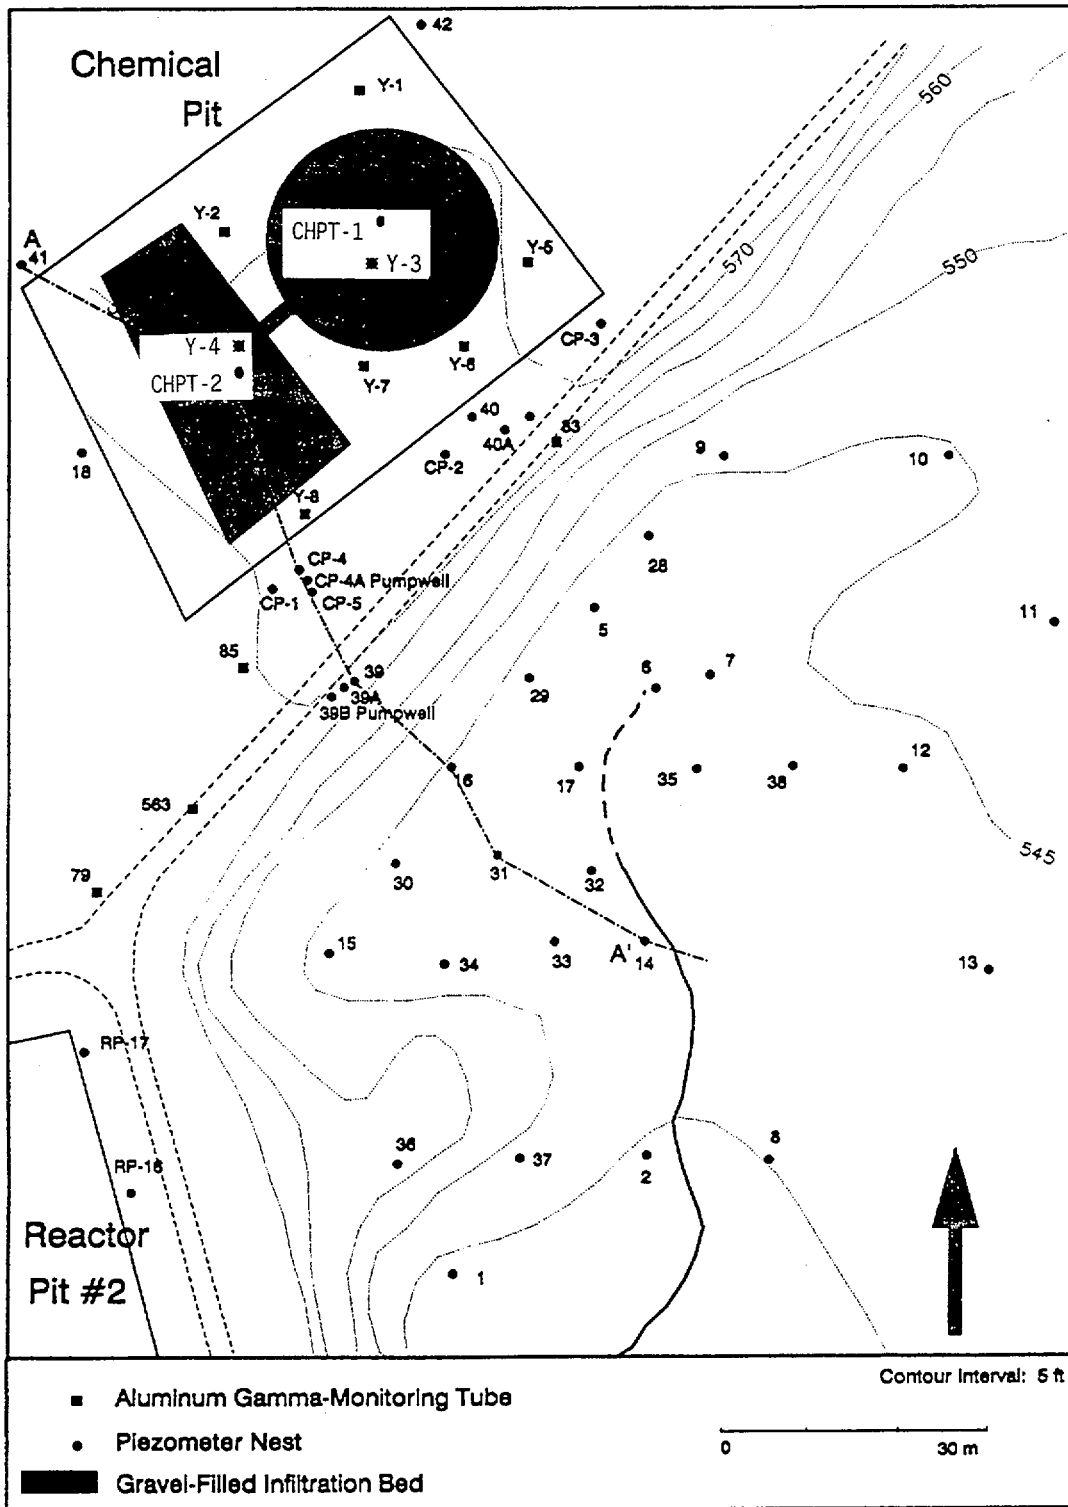 42
Chemical
Pit
Y-1
560
Y-2
CHPT-1
Y-3
Y-5
570
550
A
41
CP-3
Y-4
CHPT-2
Y-7
Y-6
40
40A
83
CP-2
9
10
18
Y-8
28
CP-4
CP-4A Pumpwell
CP-1
CP-5
5
11
85
39
39A
39B Pumpwell
29
6
7
16
17
35
38
12
563
545
79
30
31
32
15
34
33
A'
14
13
RP-17
36
37
2
8
RP-16
Reactor
Pit #2
1
Contour Interval: 5 ft
Aluminum Gamma-Monitoring Tube
Piezometer Nest
0
30 m
Gravel-Filled Infiltration Bed